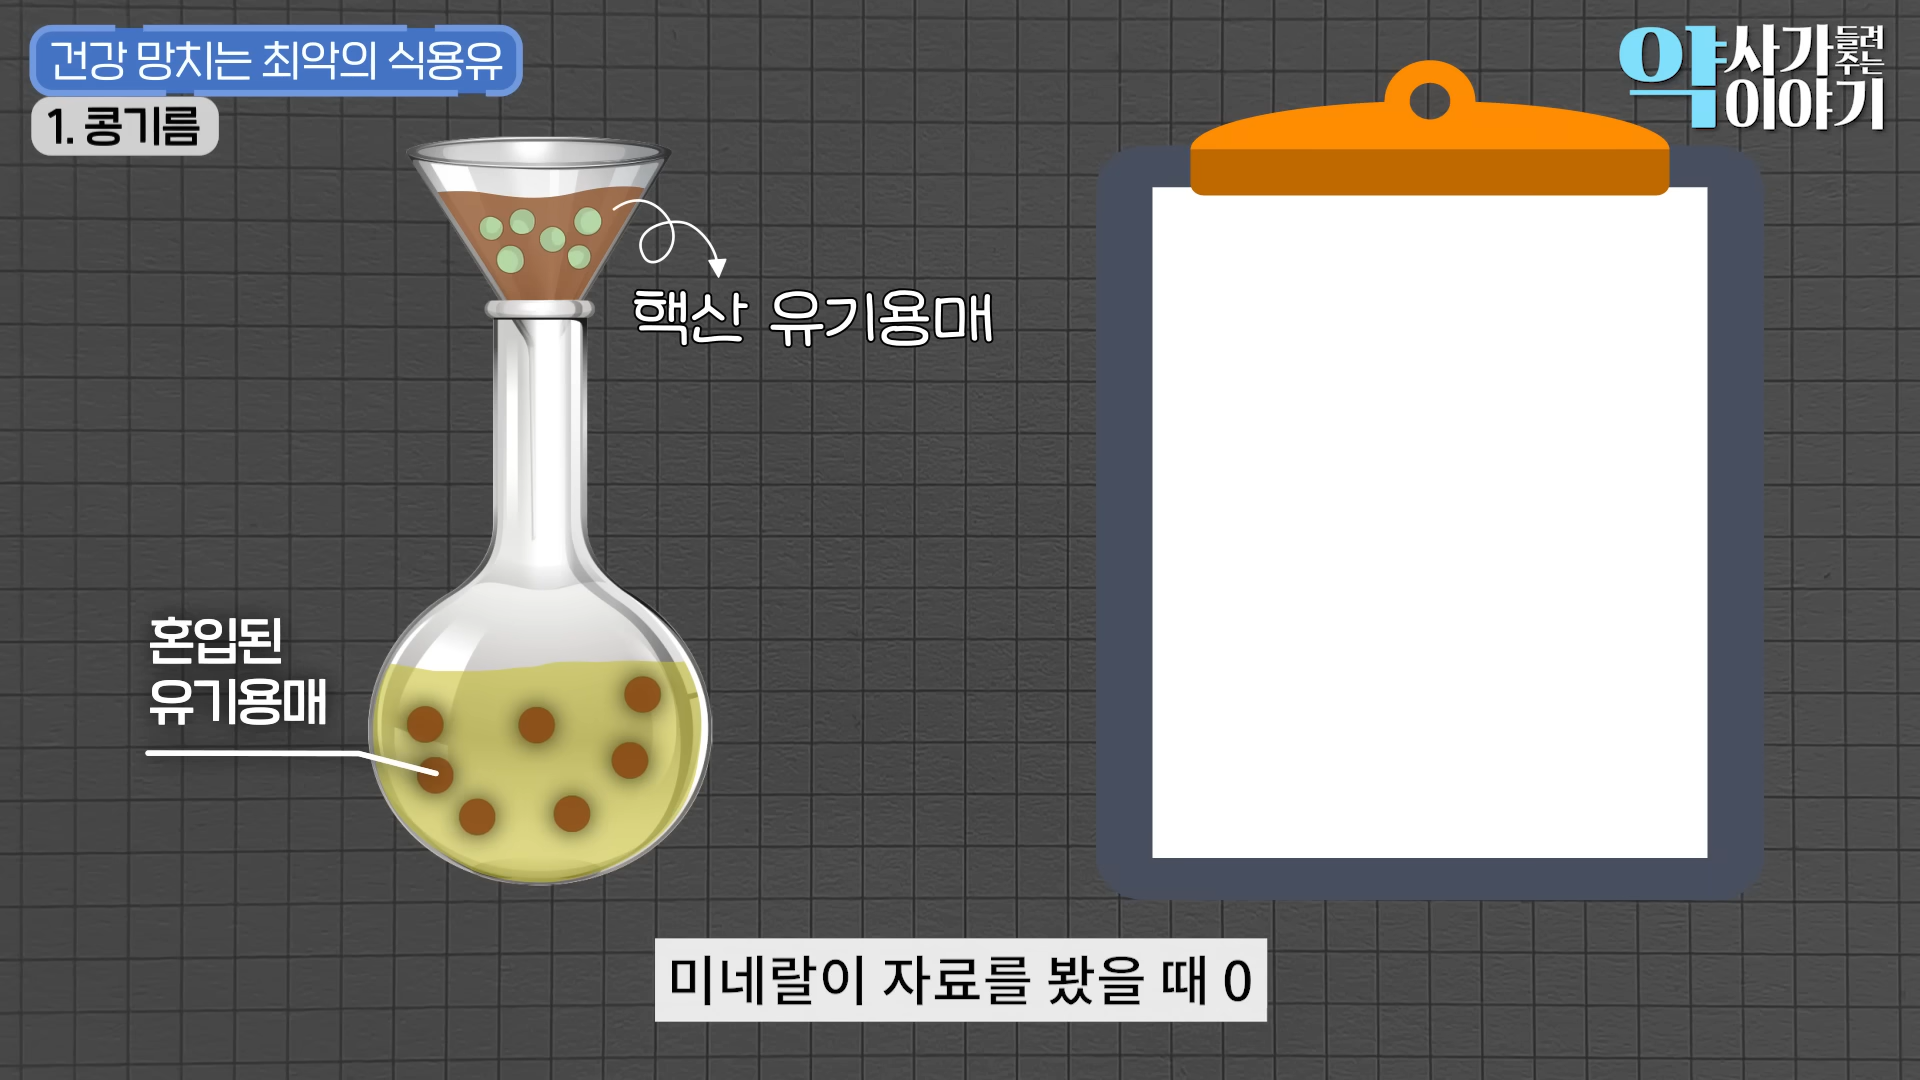 건강 망치는 최악의 식용유
1. 콩기름
약사가 들려주는 이야기
핵산 유기용매
혼입된
유기용매
미네랄이 자료를 봤을 때 0